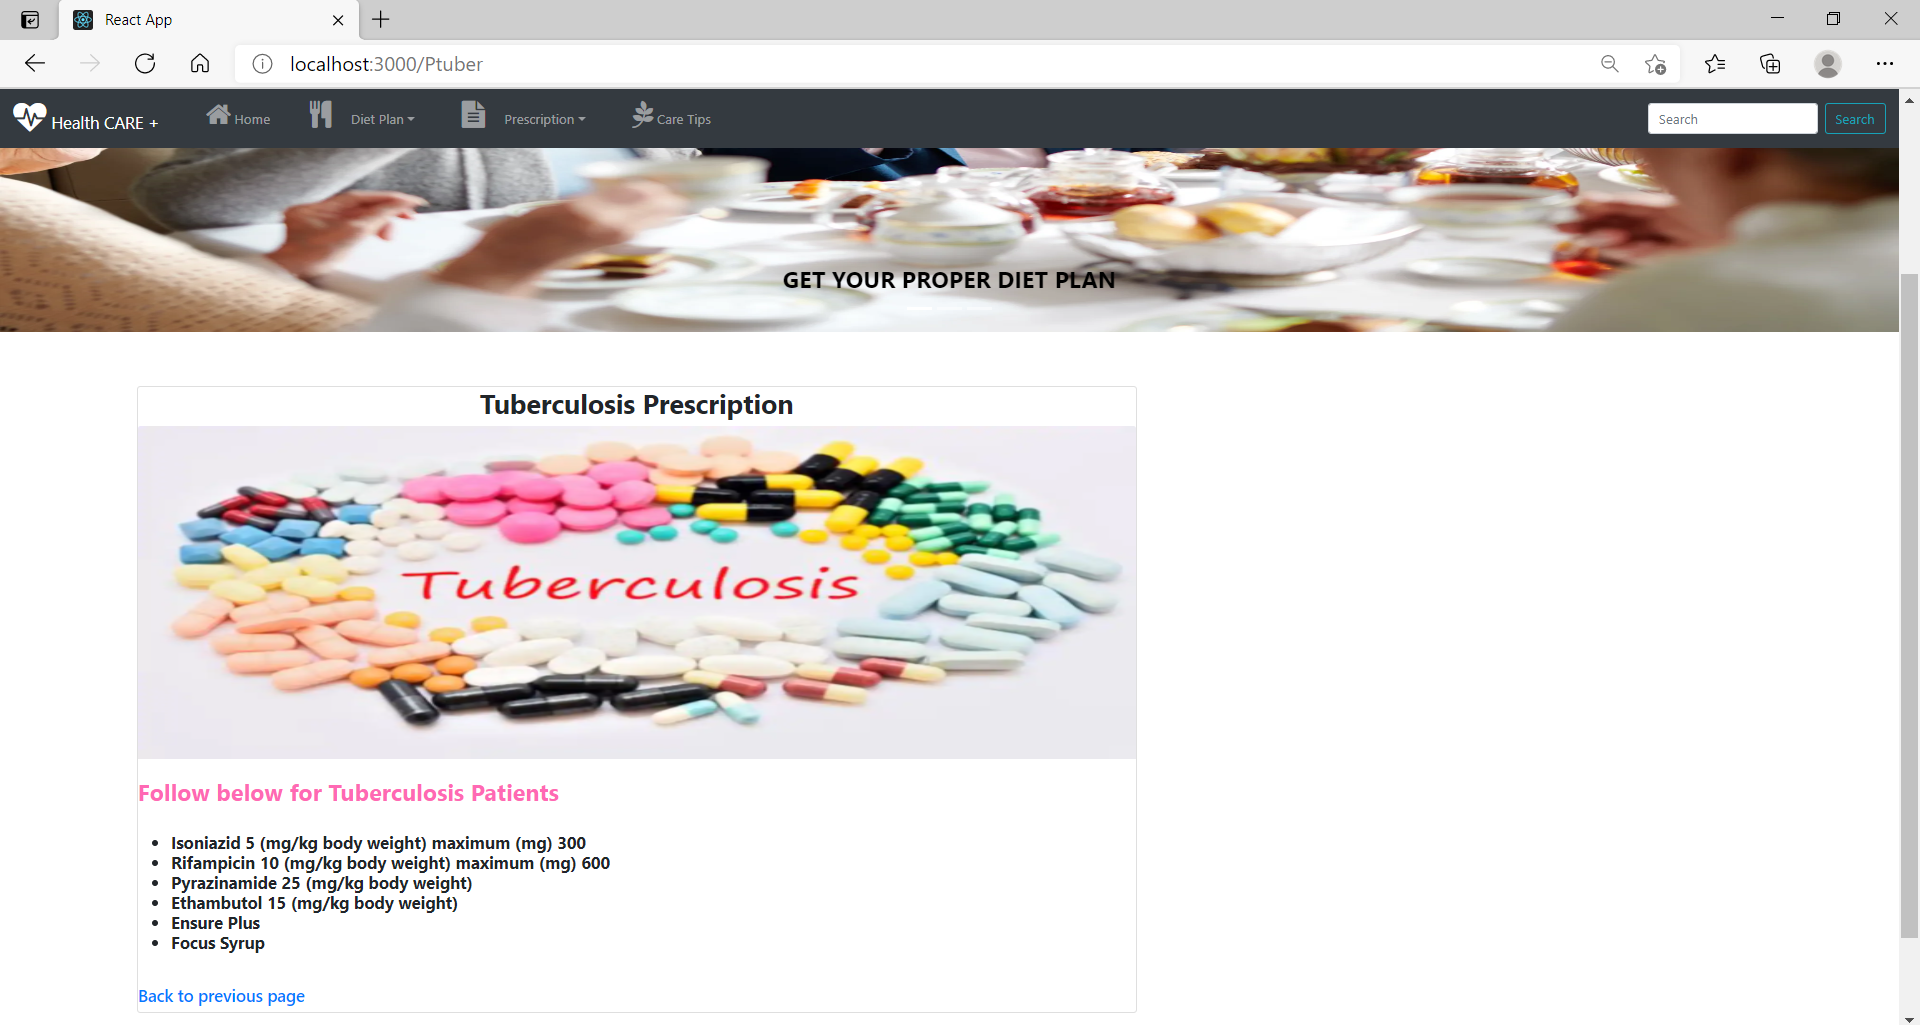 React App
localhost:3000/Ptuber
Health CARE +
Home
Diet Plan
Prescription
Care Tips
Search
Search
GET YOUR PROPER DIET PLAN
Tuberculosis Prescription
Tuberculosis
Follow below for Tuberculosis Patients
• Isoniazid 5 (mg/kg body weight) maximum (mg) 300
• Rifampicin 10 (mg/kg body weight) maximum (mg) 600
• Pyrazinamide 25 (mg/kg body weight)
• Ethambutol 15 (mg/kg body weight)
• Ensure Plus
• Focus Syrup
Back to previous page